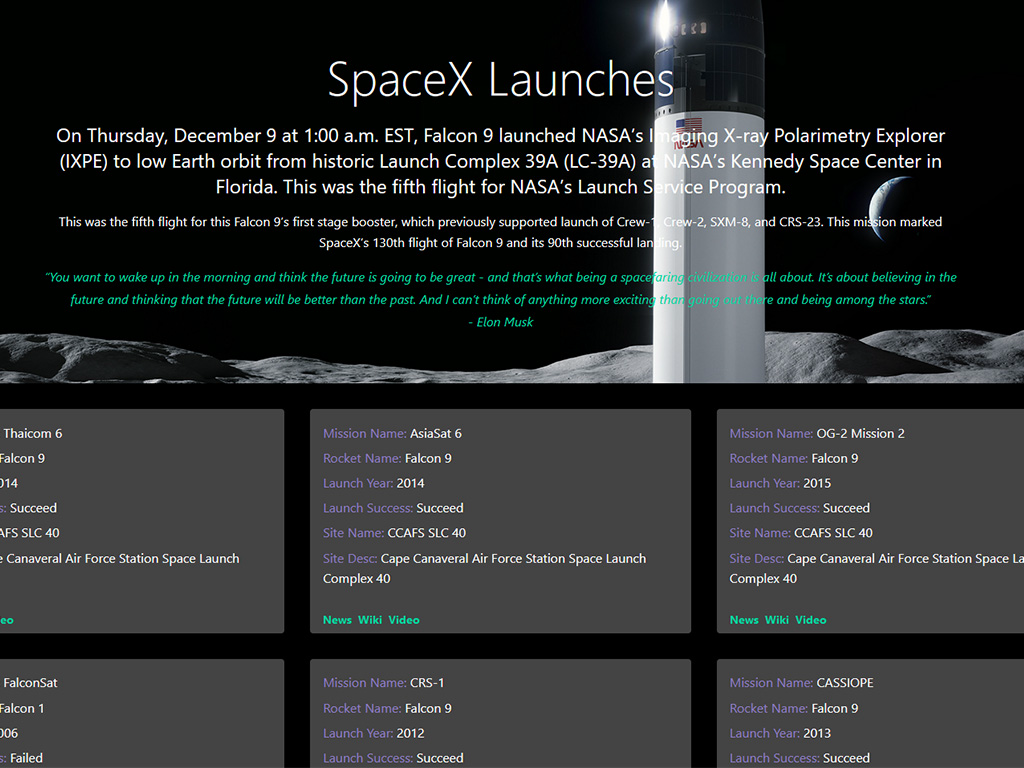 SpaceX Launches
On Thursday, December 9 at 1:00 a.m. EST, Falcon 9 launched NASA’s Imaging X-ray Polarimetry Explorer
(IXPE) to low Earth orbit from historic Launch Complex 39A (LC-39A) at NASA’s Kennedy Space Center in
Florida. This was the fifth flight for NASA’s Launch Service Program.
This was the fifth flight for this Falcon 9’s first stage booster, which previously supported launch of Crew-1, Crew-2, SXM-8, and CRS-23. This mission marked
SpaceX’s 130th flight of Falcon 9 and its 90th successful landing.
“You want to wake up in the morning and think the future is going to be great - and that’s what being a spacefaring civilization is all about. It’s about believing in the
future and thinking that the future will be better than the past. And I can’t think of anything more exciting than going out there and being among the stars.”
- Elon Musk
Thaicom 6
Falcon 9
014
s: Succeed
AFS SLC 40
e Canaveral Air Force Station Space Launch
eo
Mission Name: AsiaSat 6
Rocket Name: Falcon 9
Launch Year: 2014
Launch Success: Succeed
Site Name: CCAFS SLC 40
Site Desc: Cape Canaveral Air Force Station Space Launch
Complex 40
News Wiki Video
Mission Name: OG-2 Mission 2
Rocket Name: Falcon 9
Launch Year: 2015
Launch Success: Succeed
Site Name: CCAFS SLC 40
Site Desc: Cape Canaveral Air Force Station Space La
Complex 40
News Wiki Video
FalconSat
Falcon 1
006
s: Failed
Mission Name: CRS-1
Rocket Name: Falcon 9
Launch Year: 2012
Launch Success: Succeed
Mission Name: CASSIOPE
Rocket Name: Falcon 9
Launch Year: 2013
Launch Success: Succeed